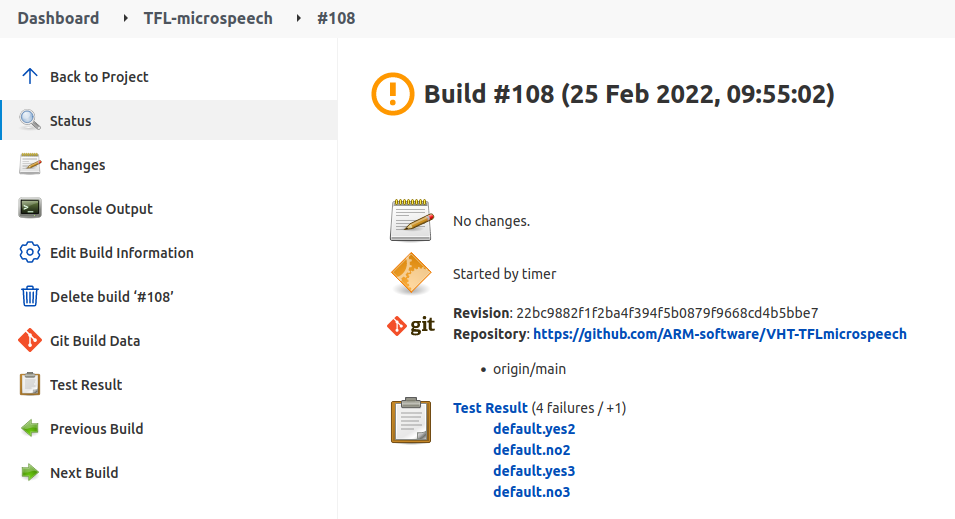 Dashboard TFL-microspeech #108
Back to Project
Status
Changes
Console Output
Edit Build Information
Delete build ‘#108’
Git Build Data
Test Result
Previous Build
Next Build
Build #108 (25 Feb 2022, 09:55:02)
No changes.
Started by timer
git
Revision: 22bc9882f1f2ba4f394f5b0879f9668cd4b5bbe7
Repository: https://github.com/ARM-software/VHT-TFLmicrospeech
• origin/main
Test Result (4 failures / +1)
default.yes2
default.no2
default.yes3
default.no3